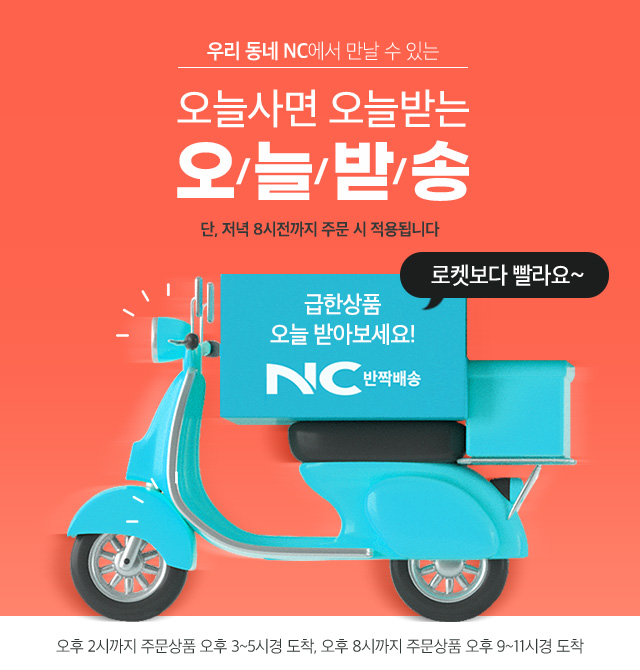 우리 동네 NC에서 만날 수 있는
오늘사면 오늘받는
오/늘/받/송
단, 저녁 8시전까지 주문 시 적용됩니다
로켓보다 빨라요~
급한상품
오늘 받아보세요!
NC 반짝배송
오후 2시까지 주문상품 오후 3~5시경 도착, 오후 8시까지 주문상품 오후 9~11시경 도착